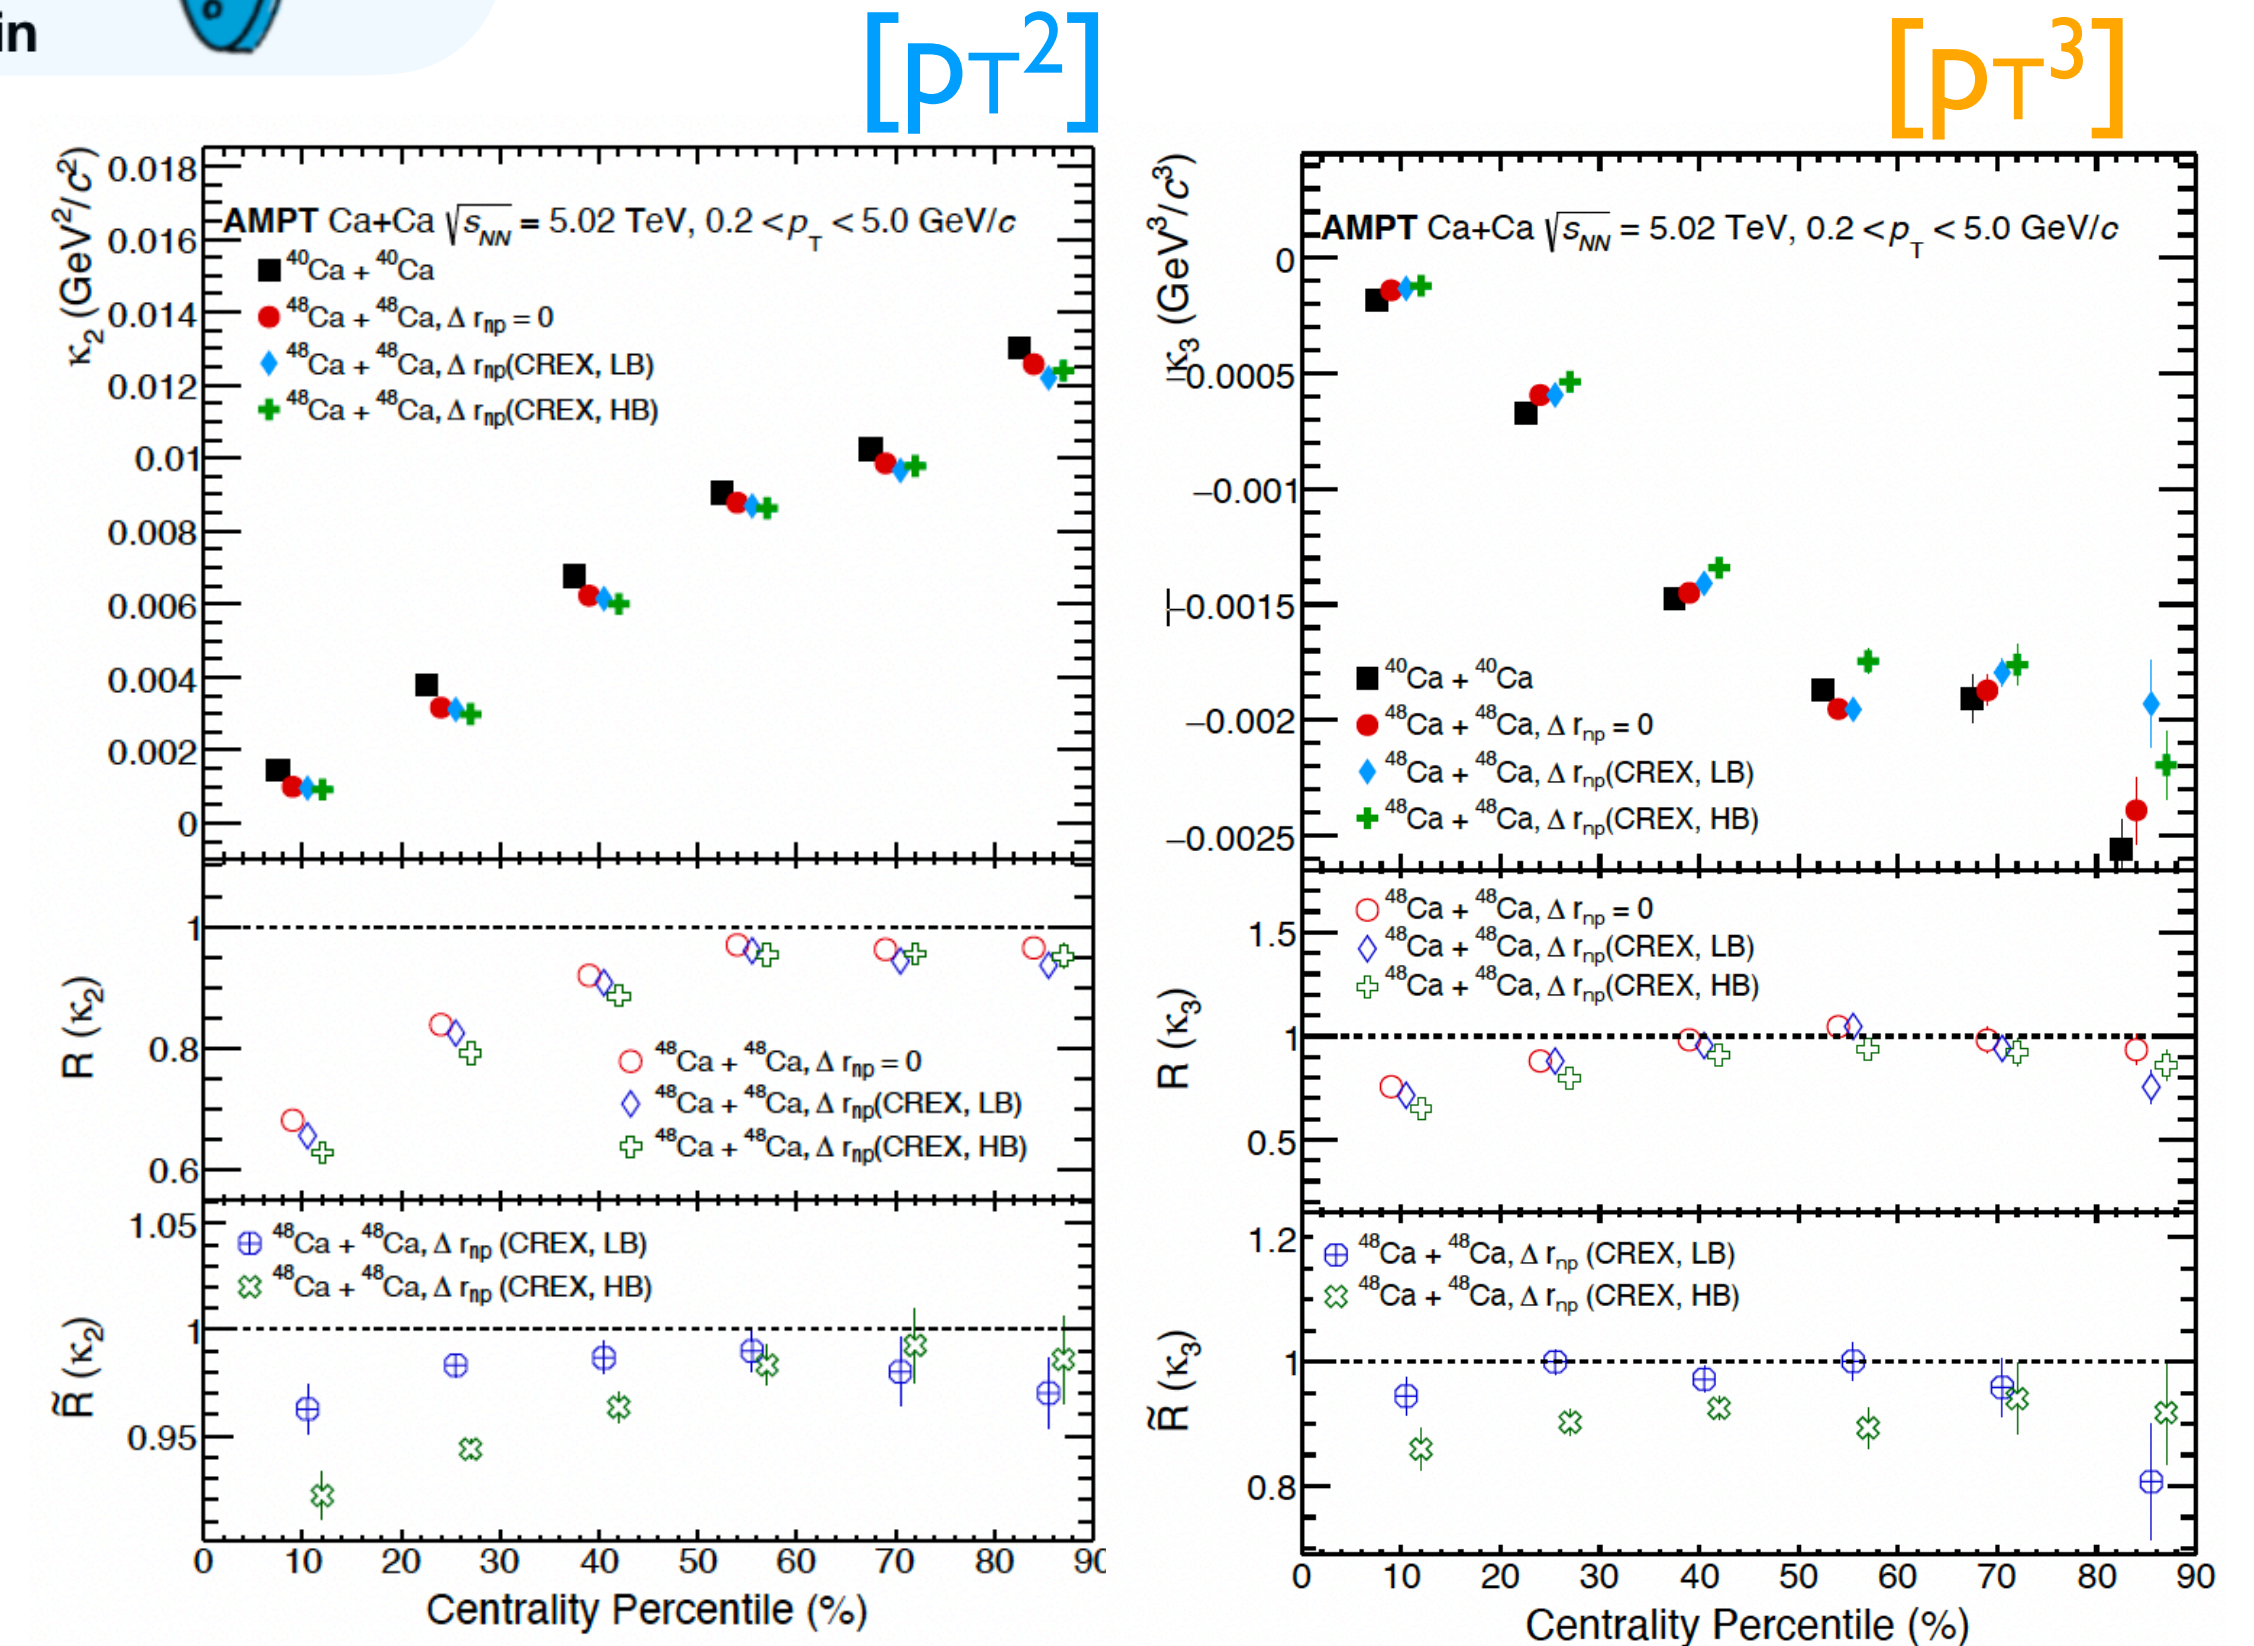 in
[pT²]
[pT³]
κ₂ (GeV²/c²)
0.018
0.016
0.014
0.012
0.01
0.008
0.006
0.004
0.002
0
AMPT Ca+Ca √sNN = 5.02 TeV, 0.2 < pT < 5.0 GeV/c
⁴⁰Ca + ⁴⁰Ca
⁴⁸Ca + ⁴⁸Ca, Δ rnp = 0
⁴⁸Ca + ⁴⁸Ca, Δ rnp(CREX, LB)
⁴⁸Ca + ⁴⁸Ca, Δ rnp(CREX, HB)
R (κ₂)
1
0.8
0.6
⁴⁸Ca + ⁴⁸Ca, Δ rnp = 0
⁴⁸Ca + ⁴⁸Ca, Δ rnp(CREX, LB)
⁴⁸Ca + ⁴⁸Ca, Δ rnp(CREX, HB)
R̃ (κ₂)
1.05
1
0.95
⁴⁸Ca + ⁴⁸Ca, Δ rnp (CREX, LB)
⁴⁸Ca + ⁴⁸Ca, Δ rnp (CREX, HB)
0 10 20 30 40 50 60 70 80 90
Centrality Percentile (%)
κ₃ (GeV³/c³)
0
−0.0005
−0.001
−0.0015
−0.002
−0.0025
AMPT Ca+Ca √sNN = 5.02 TeV, 0.2 < pT < 5.0 GeV/c
⁴⁰Ca + ⁴⁰Ca
⁴⁸Ca + ⁴⁸Ca, Δ rnp = 0
⁴⁸Ca + ⁴⁸Ca, Δ rnp(CREX, LB)
⁴⁸Ca + ⁴⁸Ca, Δ rnp(CREX, HB)
R (κ₃)
1.5
1
0.5
⁴⁸Ca + ⁴⁸Ca, Δ rnp = 0
⁴⁸Ca + ⁴⁸Ca, Δ rnp(CREX, LB)
⁴⁸Ca + ⁴⁸Ca, Δ rnp(CREX, HB)
R̃ (κ₃)
1.2
1
0.8
⁴⁸Ca + ⁴⁸Ca, Δ rnp (CREX, LB)
⁴⁸Ca + ⁴⁸Ca, Δ rnp (CREX, HB)
0 10 20 30 40 50 60 70 80 90
Centrality Percentile (%)